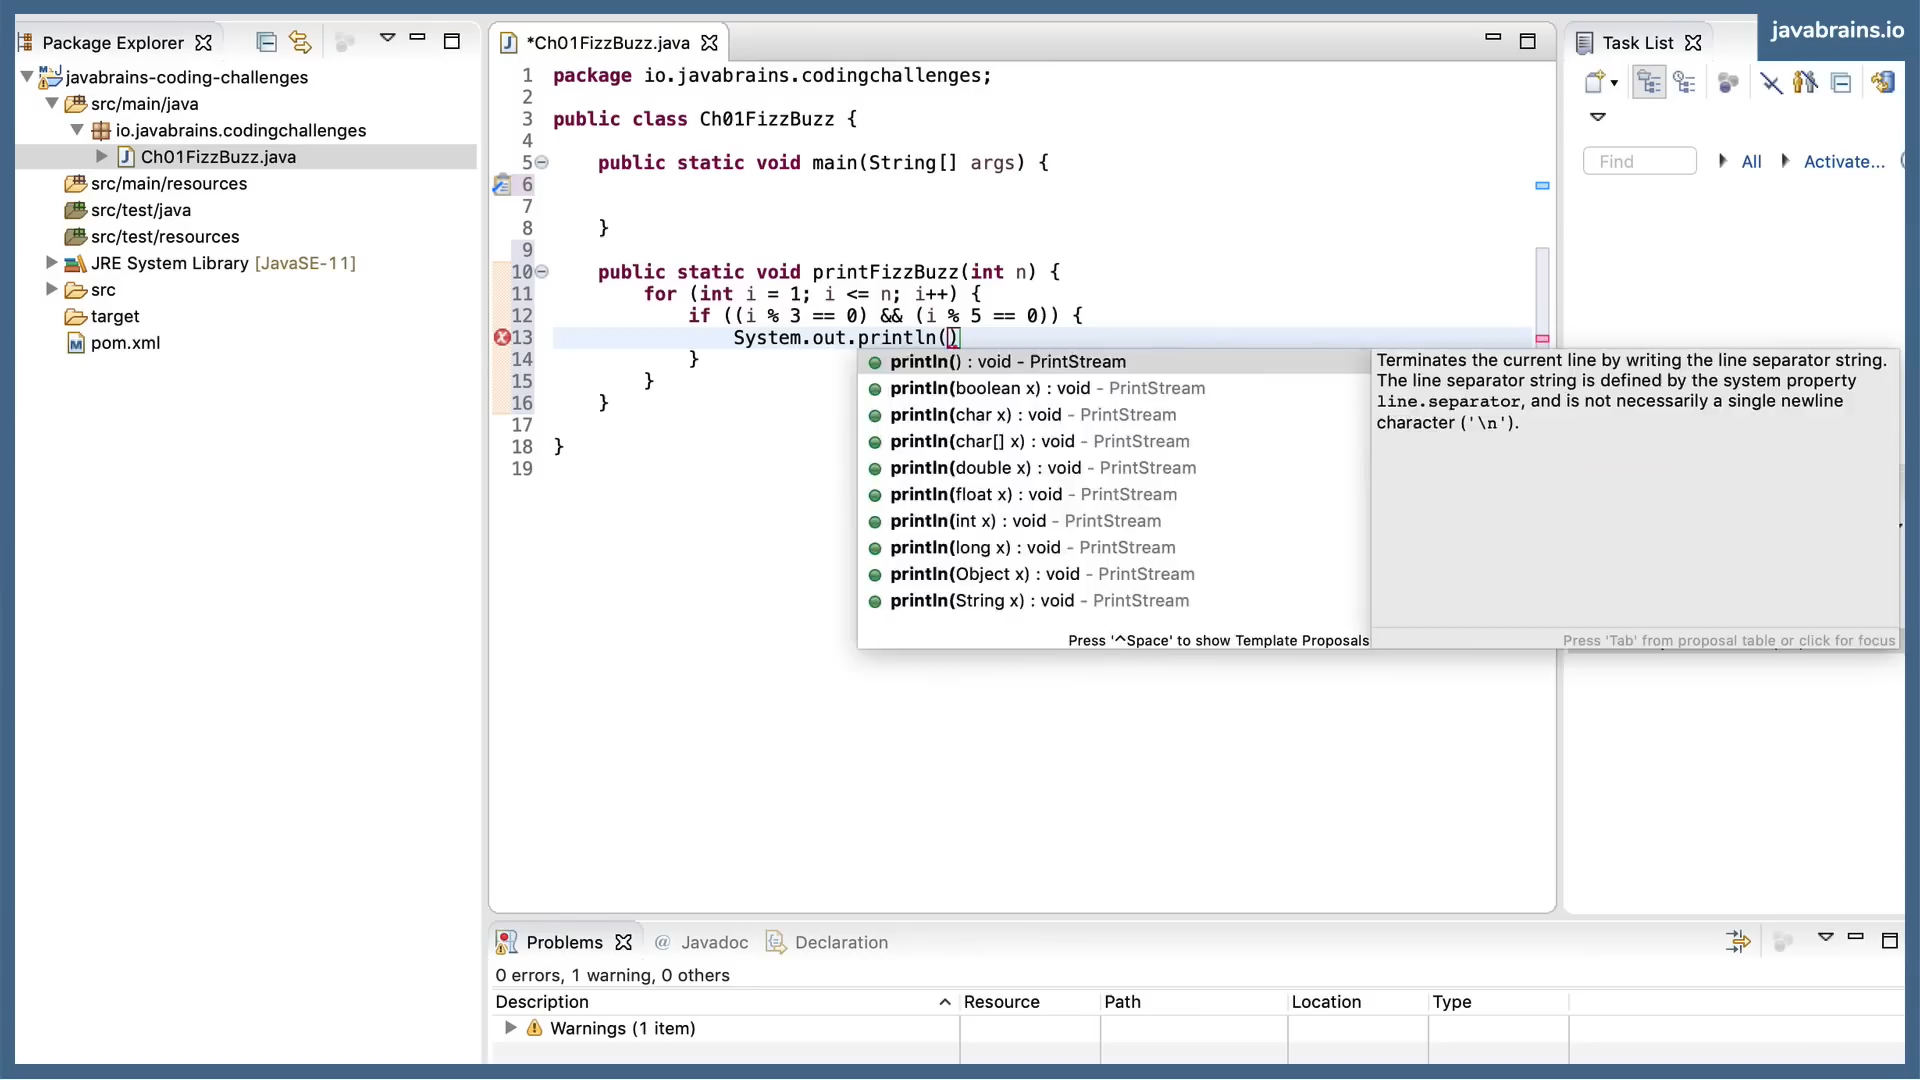 javabrains.io
Package Explorer
javabrains-coding-challenges
src/main/java
io.javabrains.codingchallenges
Ch01FizzBuzz.java
src/main/resources
src/test/java
src/test/resources
JRE System Library [JavaSE-11]
src
target
pom.xml
*Ch01FizzBuzz.java
1 package io.javabrains.codingchallenges;
2
3 public class Ch01FizzBuzz {
4
5 public static void main(String[] args) {
6
7
8 }
9
10 public static void printFizzBuzz(int n) {
11 for (int i = 1; i <= n; i++) {
12 if ((i % 3 == 0) && (i % 5 == 0)) {
13 System.out.println()
14 }
15 }
16 }
17
18 }
19
println() : void - PrintStream
println(boolean x) : void - PrintStream
println(char x) : void - PrintStream
println(char[] x) : void - PrintStream
println(double x) : void - PrintStream
println(float x) : void - PrintStream
println(int x) : void - PrintStream
println(long x) : void - PrintStream
println(Object x) : void - PrintStream
println(String x) : void - PrintStream
Press '^Space' to show Template Proposals
Terminates the current line by writing the line separator string.
The line separator string is defined by the system property
line.separator, and is not necessarily a single newline
character ('\n').
Press 'Tab' from proposal table or click for focus
Task List
Find
All
Activate...
Problems
@ Javadoc
Declaration
0 errors, 1 warning, 0 others
Description Resource Path Location Type
Warnings (1 item)